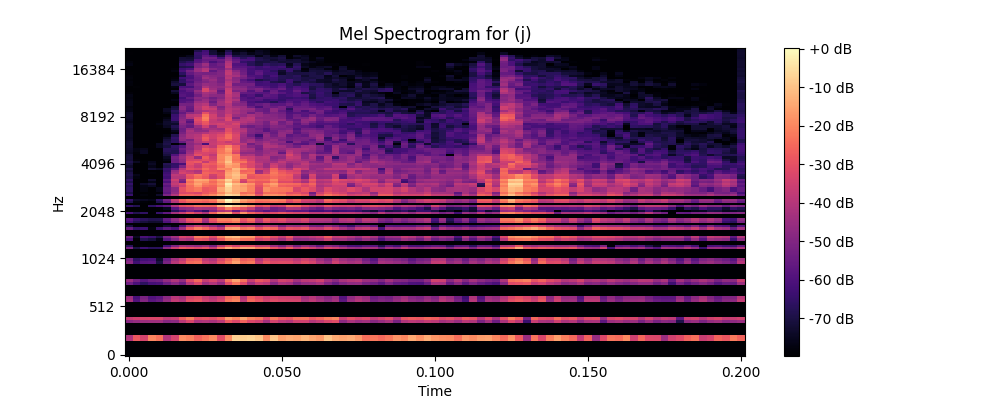 Mel Spectrogram for (j)
Hz
16384
8192
4096
2048
1024
512
0
0.000
0.050
0.100
0.150
0.200
Time
+0 dB
-10 dB
-20 dB
-30 dB
-40 dB
-50 dB
-60 dB
-70 dB